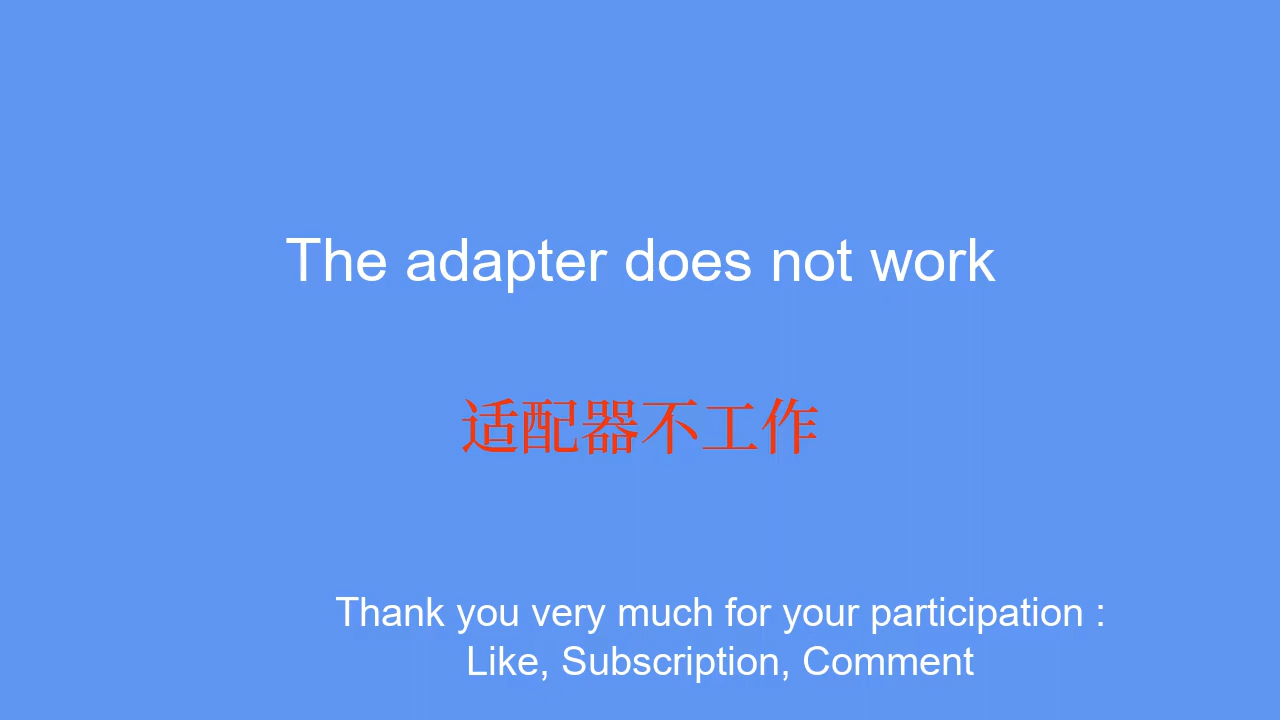 The adapter does not work
适配器不工作
Thank you very much for your participation :
Like, Subscription, Comment